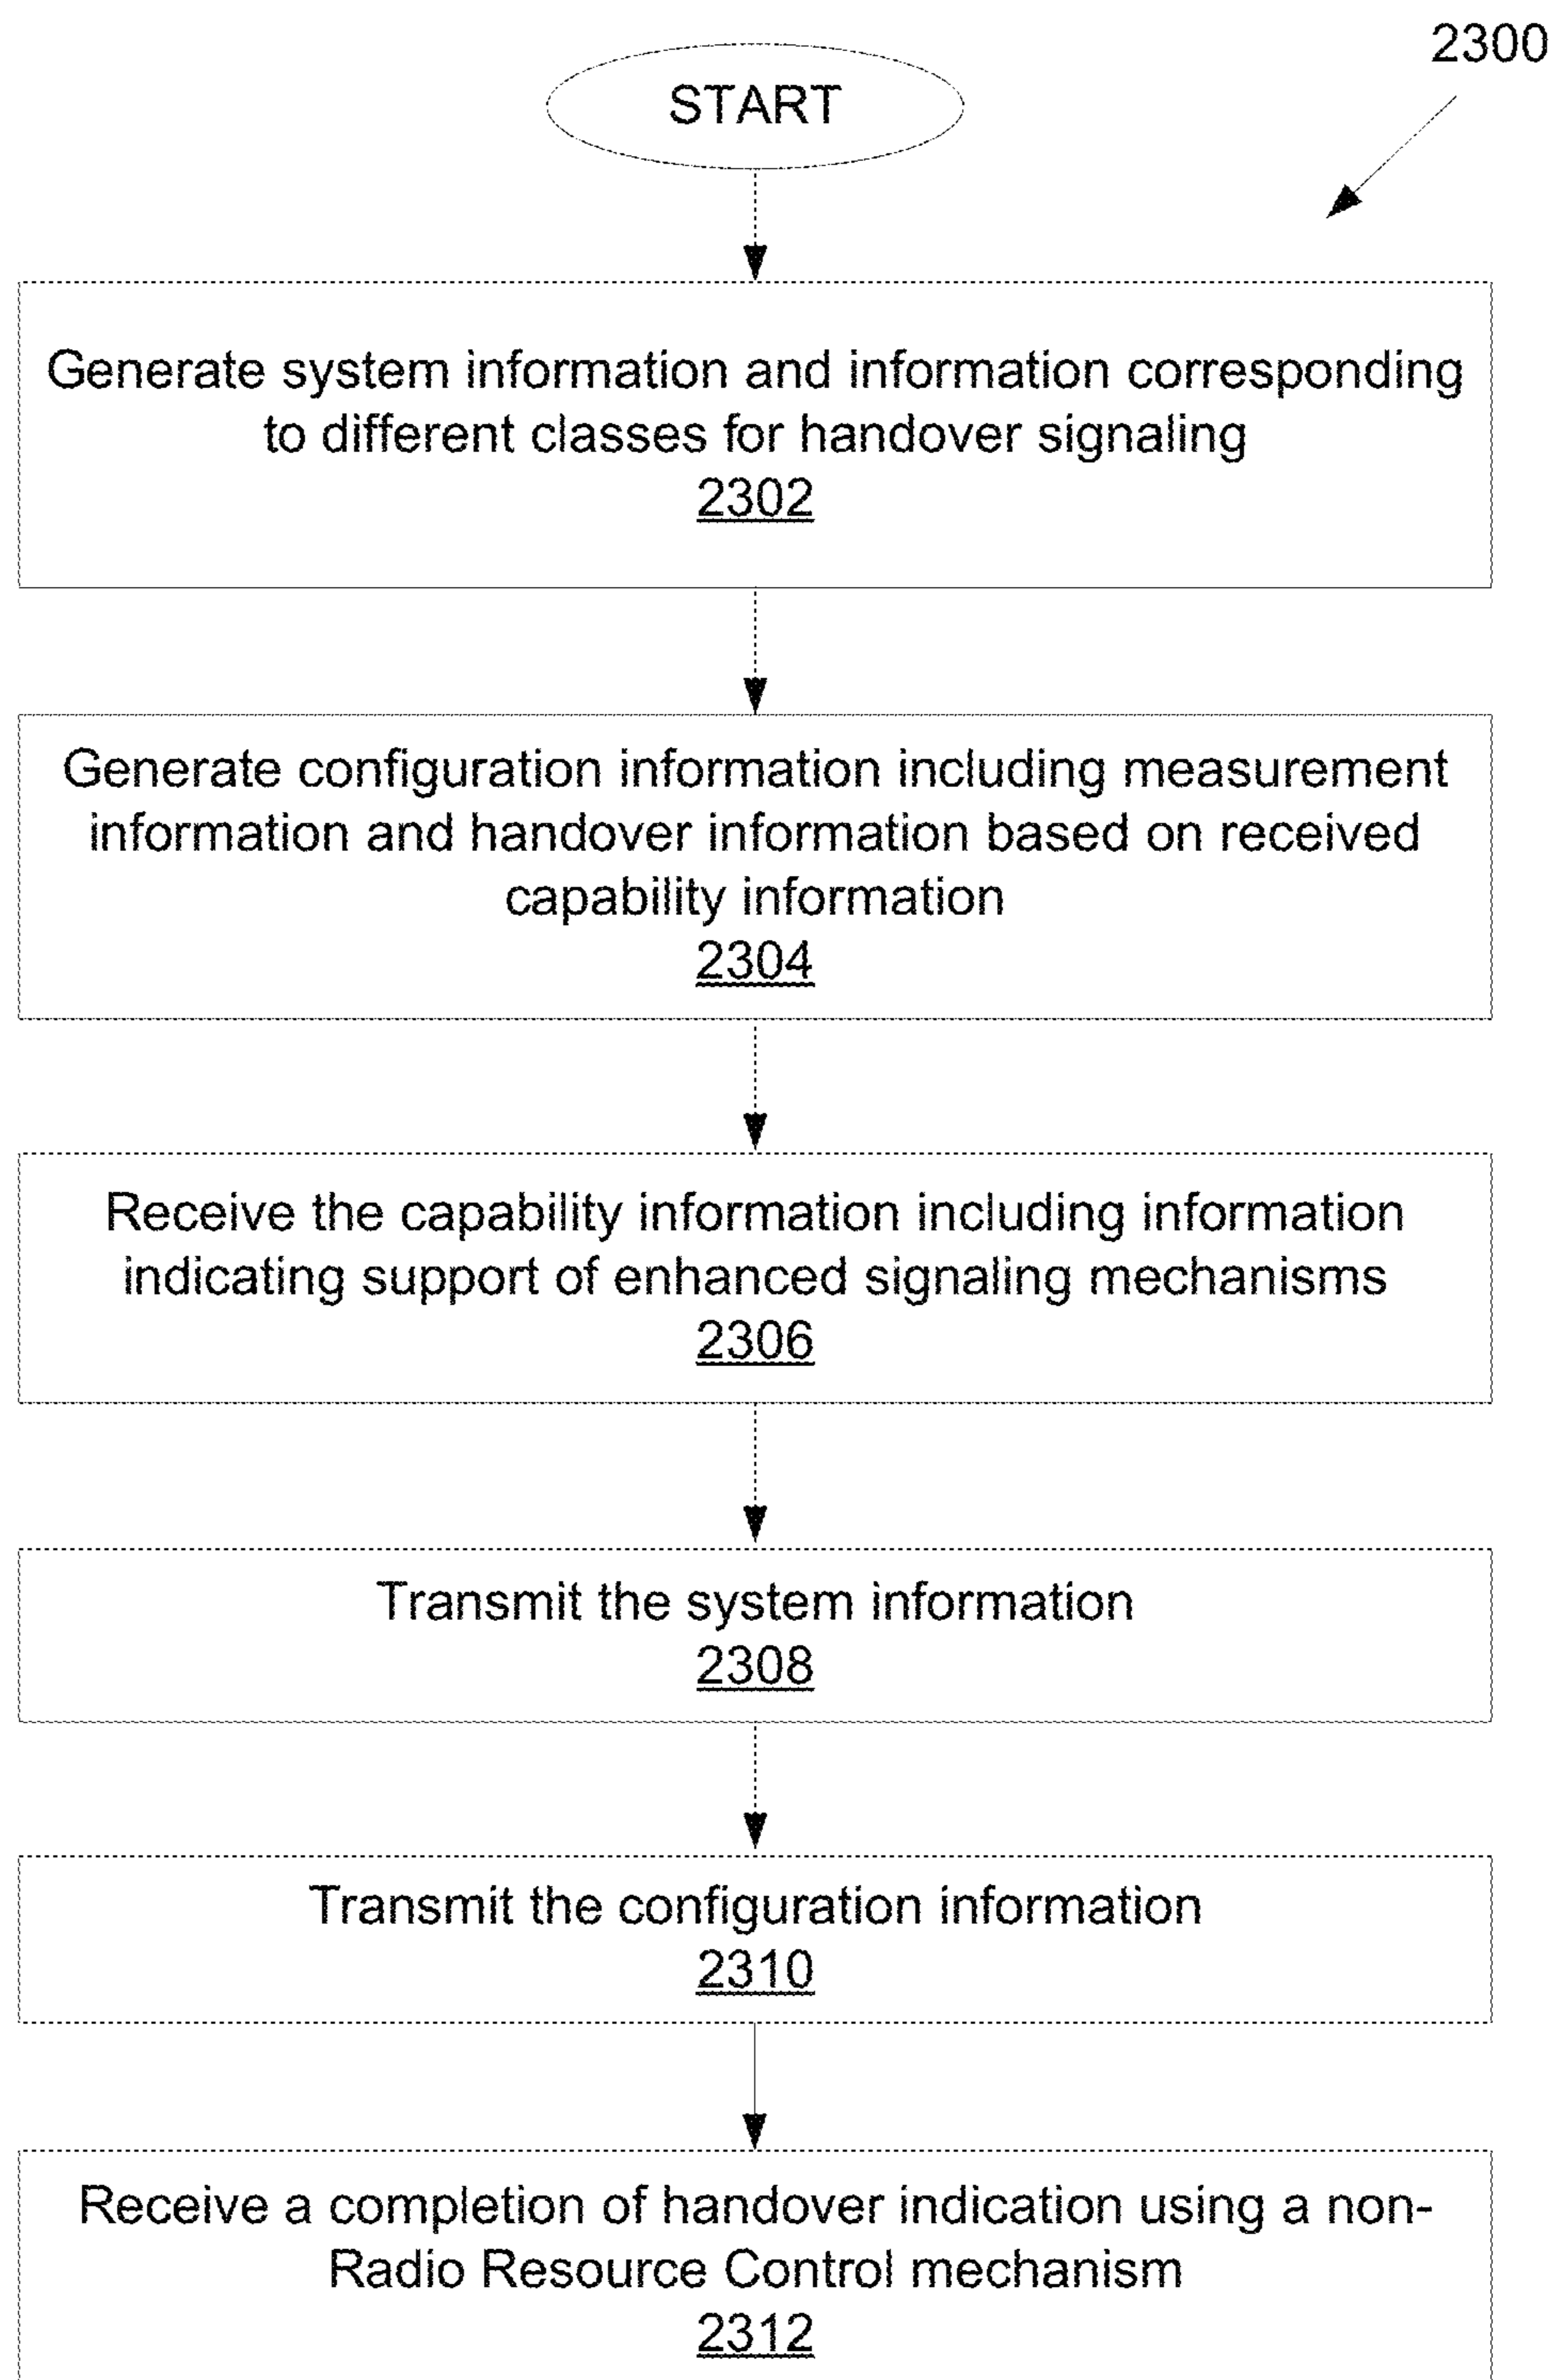 2300
START
Generate system information and information corresponding
to different classes for handover signaling
2302
Generate configuration information including measurement
information and handover information based on received
capability information
2304
Receive the capability information including information
indicating support of enhanced signaling mechanisms
2306
Transmit the system information
2308
Transmit the configuration information
2310
Receive a completion of handover indication using a non-
Radio Resource Control mechanism
2312